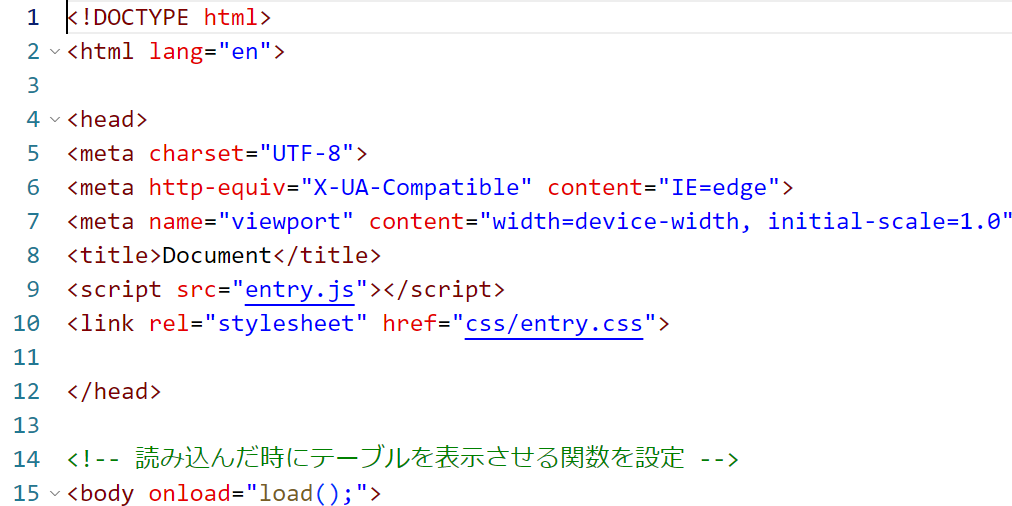 1 <!DOCTYPE html>
2 <html lang="en">
3
4 <head>
5 <meta charset="UTF-8">
6 <meta http-equiv="X-UA-Compatible" content="IE=edge">
7 <meta name="viewport" content="width=device-width, initial-scale=1.0"
8 <title>Document</title>
9 <script src="entry.js"></script>
10 <link rel="stylesheet" href="css/entry.css">
11
12 </head>
13
14 <!-- 読み込んだ時にテーブルを表示させる関数を設定 -->
15 <body onload="load();">